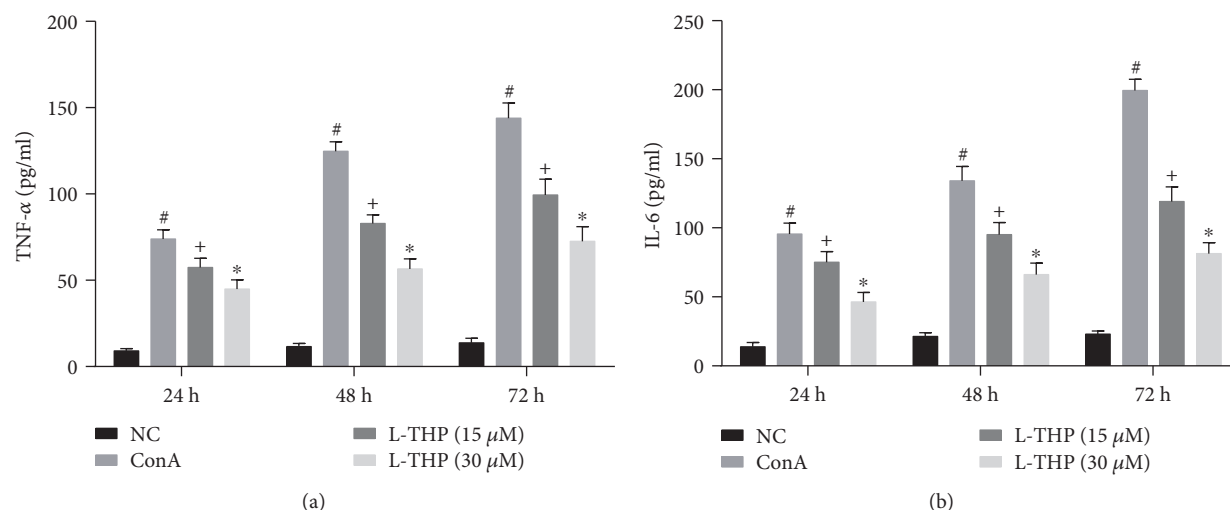 200
150
100
50
0
TNF-α (pg/ml)
#
+
*
#
+
*
#
+
*
24 h
48 h
72 h
NC
ConA
L-THP (15 μM)
L-THP (30 μM)
(a)
250
200
150
100
50
0
IL-6 (pg/ml)
#
+
*
#
+
*
#
+
*
24 h
48 h
72 h
NC
ConA
L-THP (15 μM)
L-THP (30 μM)
(b)